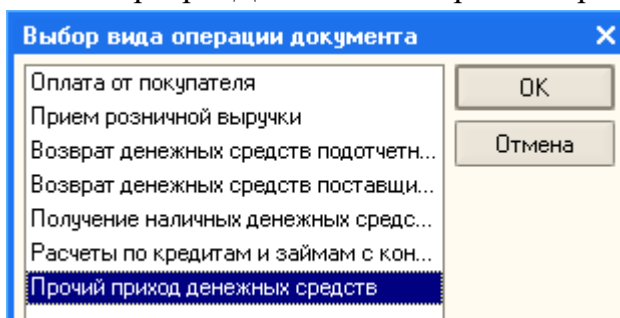 Выбор вида операции документа
Оплата от покупателя
Прием розничной выручки
Возврат денежных средств подотчетн...
Возврат денежных средств поставщи...
Получение наличных денежных средс...
Расчеты по кредитам и займам с кон...
Прочий приход денежных средств
OK
Отмена